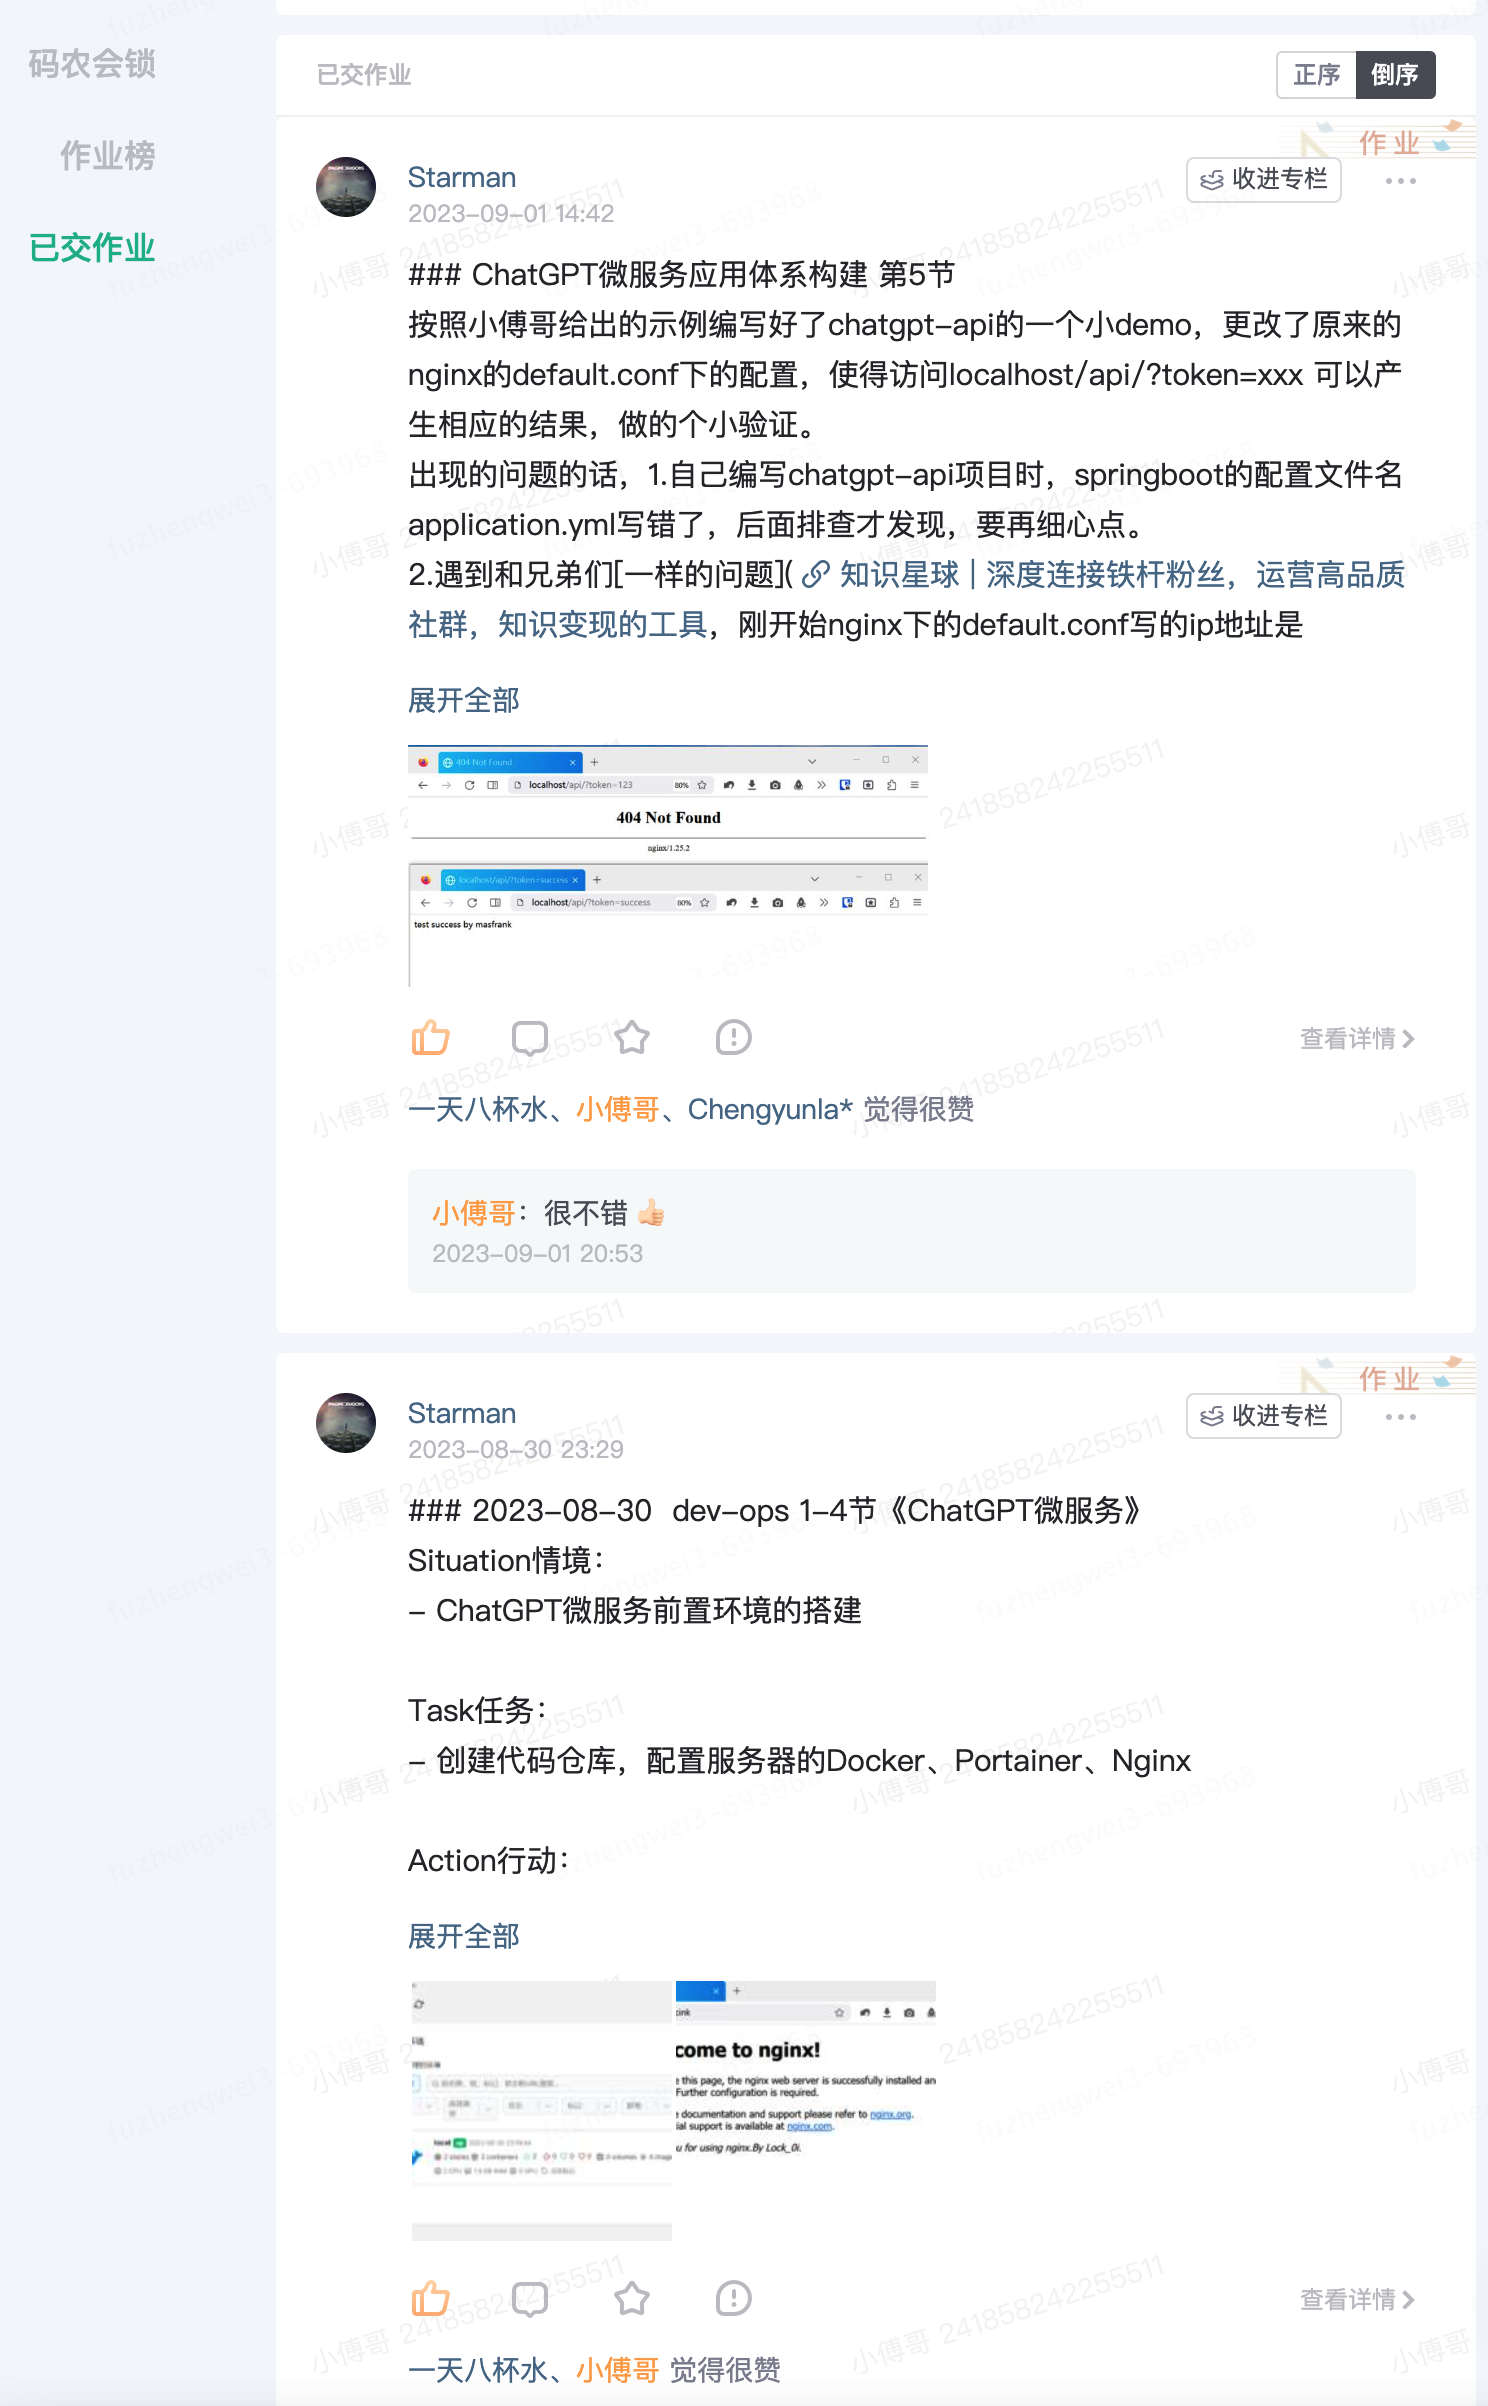 码农会锁
作业榜
已交作业
已交作业
正序
倒序
作业
Starman
2023-09-01 14:42
收进专栏
### ChatGPT微服务应用体系构建 第5节
按照小傅哥给出的示例编写好了chatgpt-api的一个小demo，更改了原来的
nginx的default.conf下的配置，使得访问localhost/api/?token=xxx 可以产
生相应的结果，做的个小验证。
出现的问题的话，1.自己编写chatgpt-api项目时，springboot的配置文件名
application.yml写错了，后面排查才发现，要再细心点。
2.遇到和兄弟们[一样的问题]( 知识星球 | 深度连接铁杆粉丝，运营高品质
社群，知识变现的工具，刚开始nginx下的default.conf写的ip地址是
展开全部
404 Not Found
localhost/api/?token=123
80%
404 Not Found
nginx/1.25.2
localhost/api/?token=success
localhost/api/?token=success
80%
test success by masfrank
查看详情
一天八杯水、小傅哥、Chengyunla* 觉得很赞
小傅哥：很不错
2023-09-01 20:53
作业
Starman
2023-08-30 23:29
收进专栏
### 2023-08-30 dev-ops 1-4节《ChatGPT微服务》
Situation情境：
- ChatGPT微服务前置环境的搭建
Task任务：
- 创建代码仓库，配置服务器的Docker、Portainer、Nginx
Action行动：
展开全部
come to nginx!
this page, the nginx web server is successfully installed an
Further configuration is required.
documentation and support please refer to nginx.org.
ial support is available at nginx.com.
u for using nginx.By Lock_0i.
查看详情
一天八杯水、小傅哥 觉得很赞
小傅哥 241858242255511
fuzhengwei3-693968